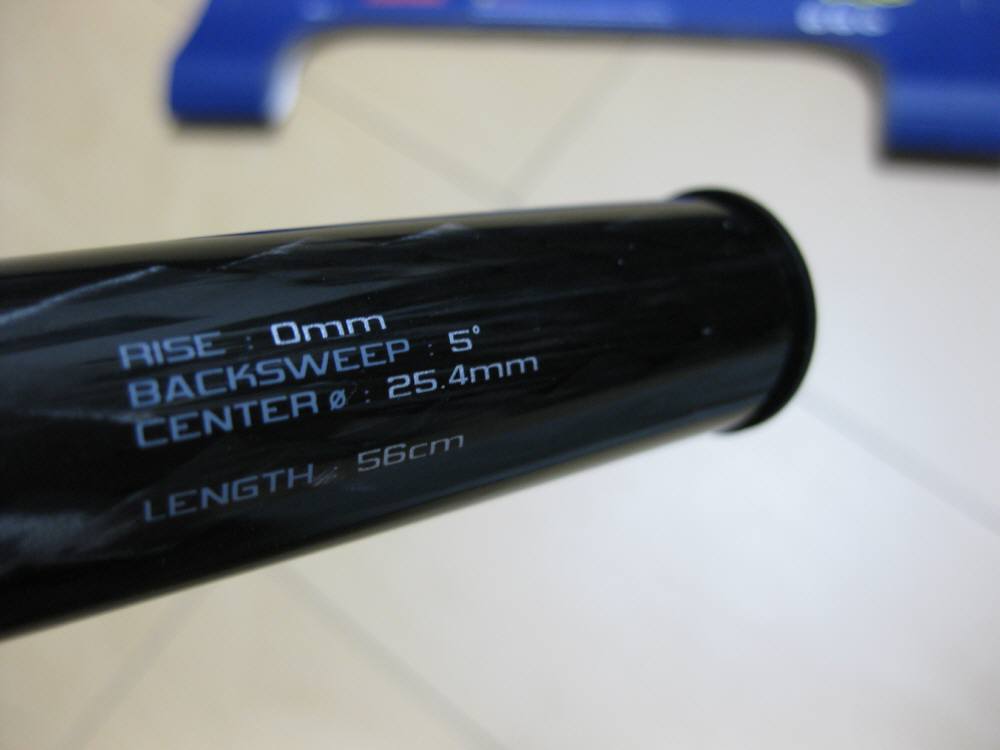 RISE : 0mm
BACKSWEEP : 5°
CENTER ø : 25.4mm
LENGTH : 56cm